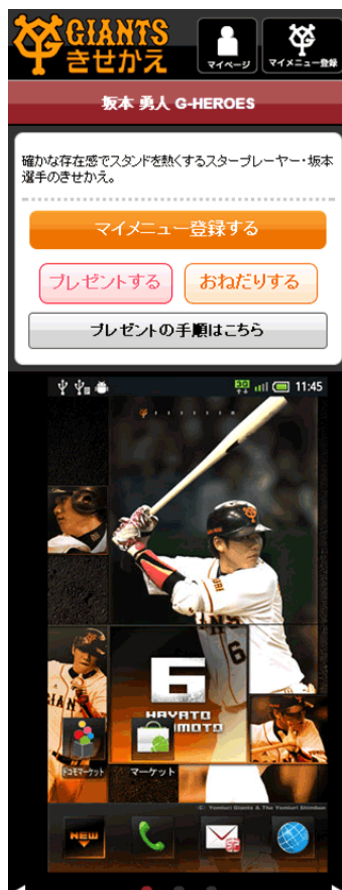 GIANTS
きせかえ
マイページ
マイメニュー登録
坂本 勇人 G-HEROES
確かな存在感でスタンドを熱くするスタープレーヤー・坂本
選手のきせかえ。
マイメニュー登録する
プレゼントする
おねだりする
プレゼントの手順はこちら
3G
11:45
6
HAYATO
ドコモマーケット
マーケット
(C) Yomiuri Giants & The Yomiuri Shimbun
NEW